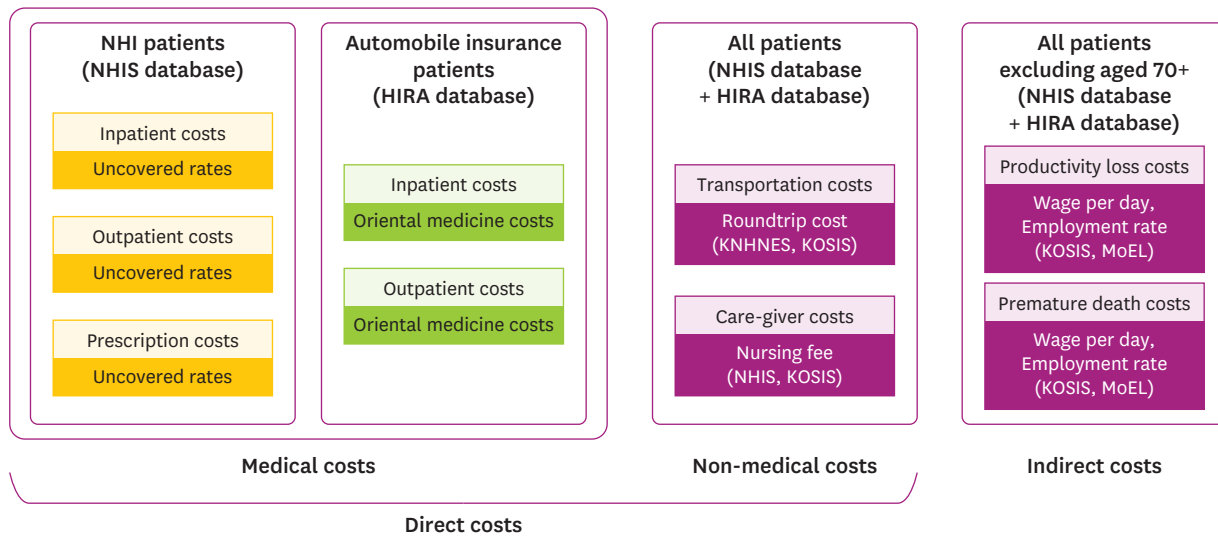 NHI patients
(NHIS database)
Inpatient costs
Uncovered rates
Outpatient costs
Uncovered rates
Prescription costs
Uncovered rates
Automobile insurance
patients
(HIRA database)
Inpatient costs
Oriental medicine costs
Outpatient costs
Oriental medicine costs
Medical costs
All patients
(NHIS database
+ HIRA database)
Transportation costs
Roundtrip cost
(KNHNES, KOSIS)
Care-giver costs
Nursing fee
(NHIS, KOSIS)
Non-medical costs
Direct costs
All patients
excluding aged 70+
(NHIS database
+ HIRA database)
Productivity loss costs
Wage per day,
Employment rate
(KOSIS, MoEL)
Premature death costs
Wage per day,
Employment rate
(KOSIS, MoEL)
Indirect costs